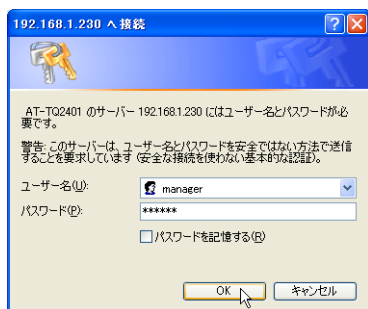 192.168.1.230 へ接続
AT-TQ2401 のサーバー 192.168.1.230 にはユーザー名とパスワードが必
要です。
警告: このサーバーは、ユーザー名とパスワードを安全ではない方法で送信
することを要求しています (安全な接続を使わない基本的な認証)。
ユーザー名(U):
manager
パスワード(P):
******
パスワードを記憶する(R)
OK
キャンセル